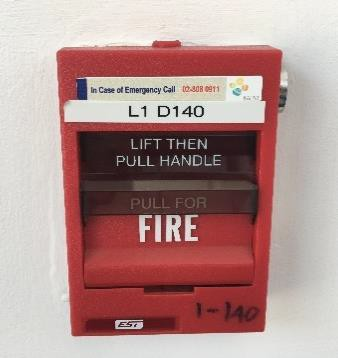 In Case of Emergency Call 02-808 0911
L1 D140
LIFT THEN
PULL HANDLE
PULL FOR
FIRE
1-140
EST